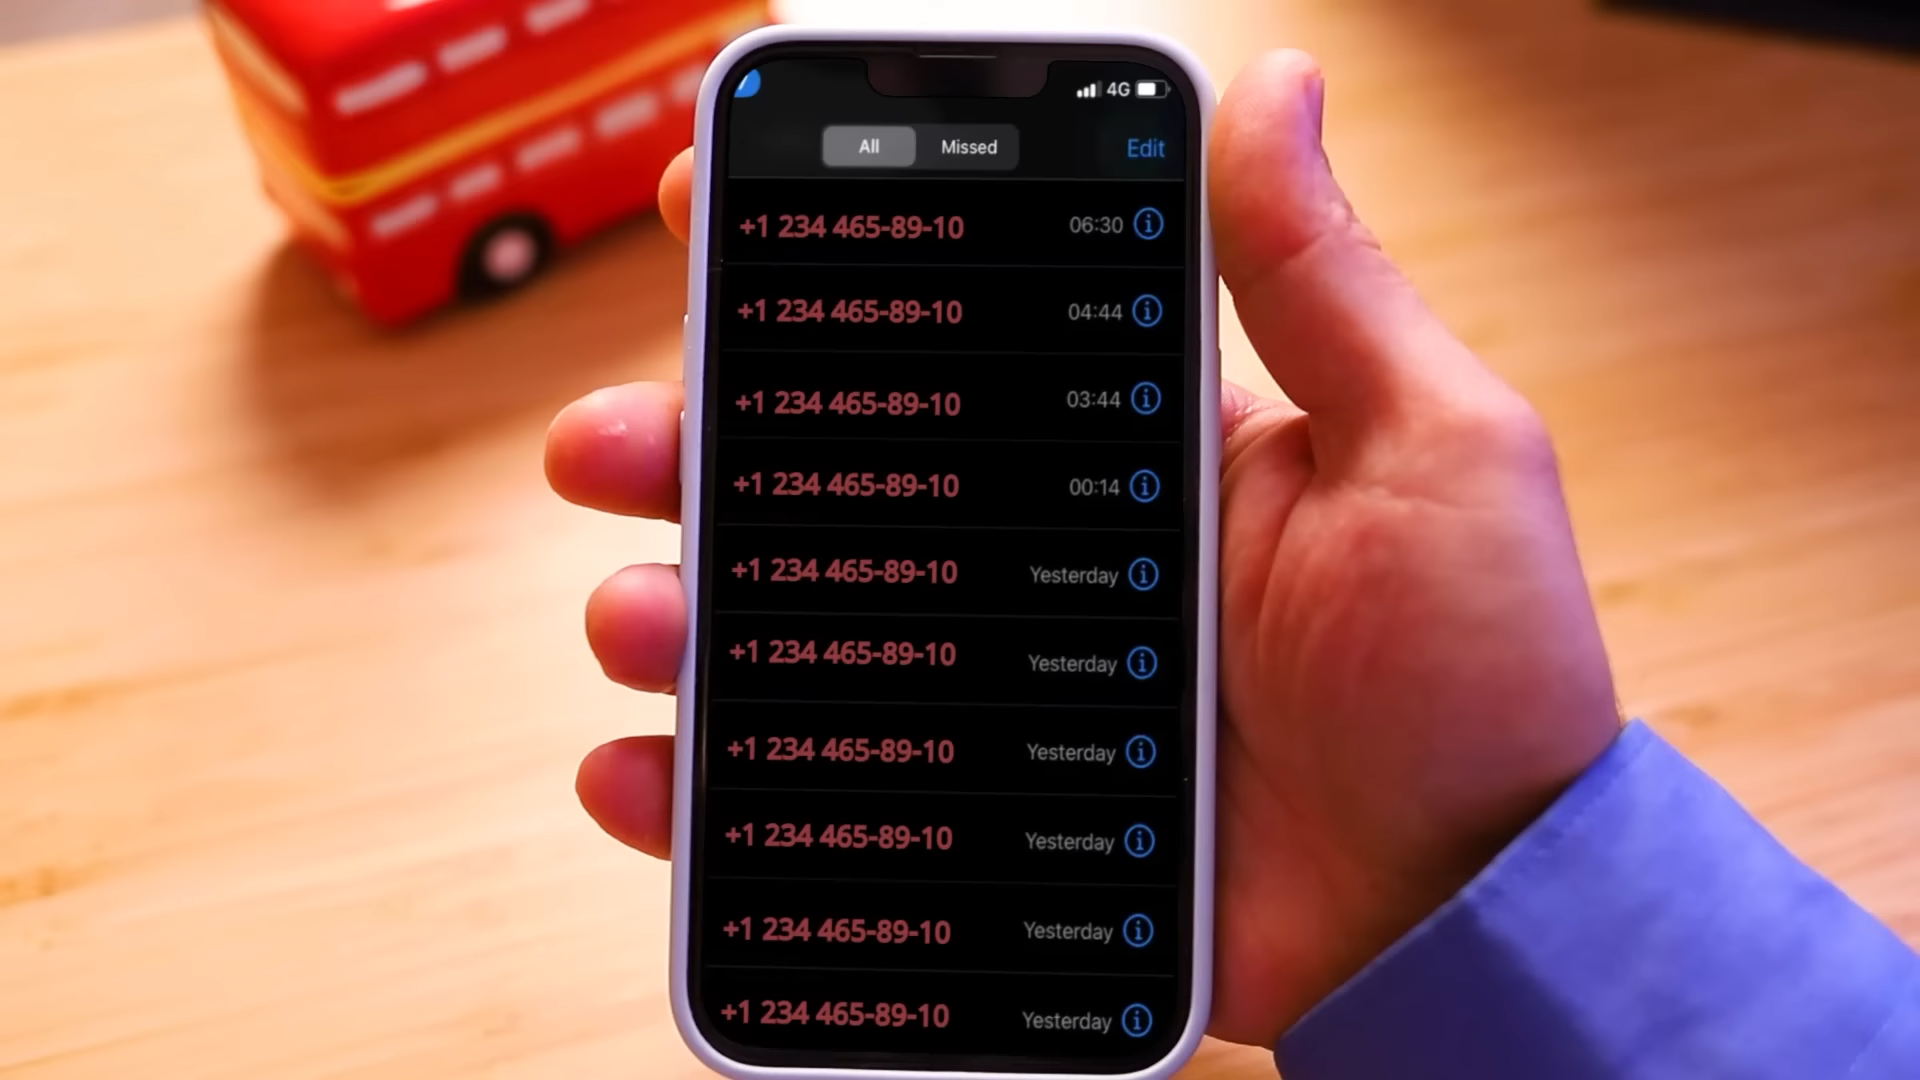 4G
All Missed Edit
+1 234 465-89-10 06:30
+1 234 465-89-10 04:44
+1 234 465-89-10 03:44
+1 234 465-89-10 00:14
+1 234 465-89-10 Yesterday
+1 234 465-89-10 Yesterday
+1 234 465-89-10 Yesterday
+1 234 465-89-10 Yesterday
+1 234 465-89-10 Yesterday
+1 234 465-89-10 Yesterday